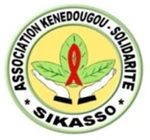 ASSOCIATION KENEDOUGOU - SOLIDARITE
* SIKASSO *